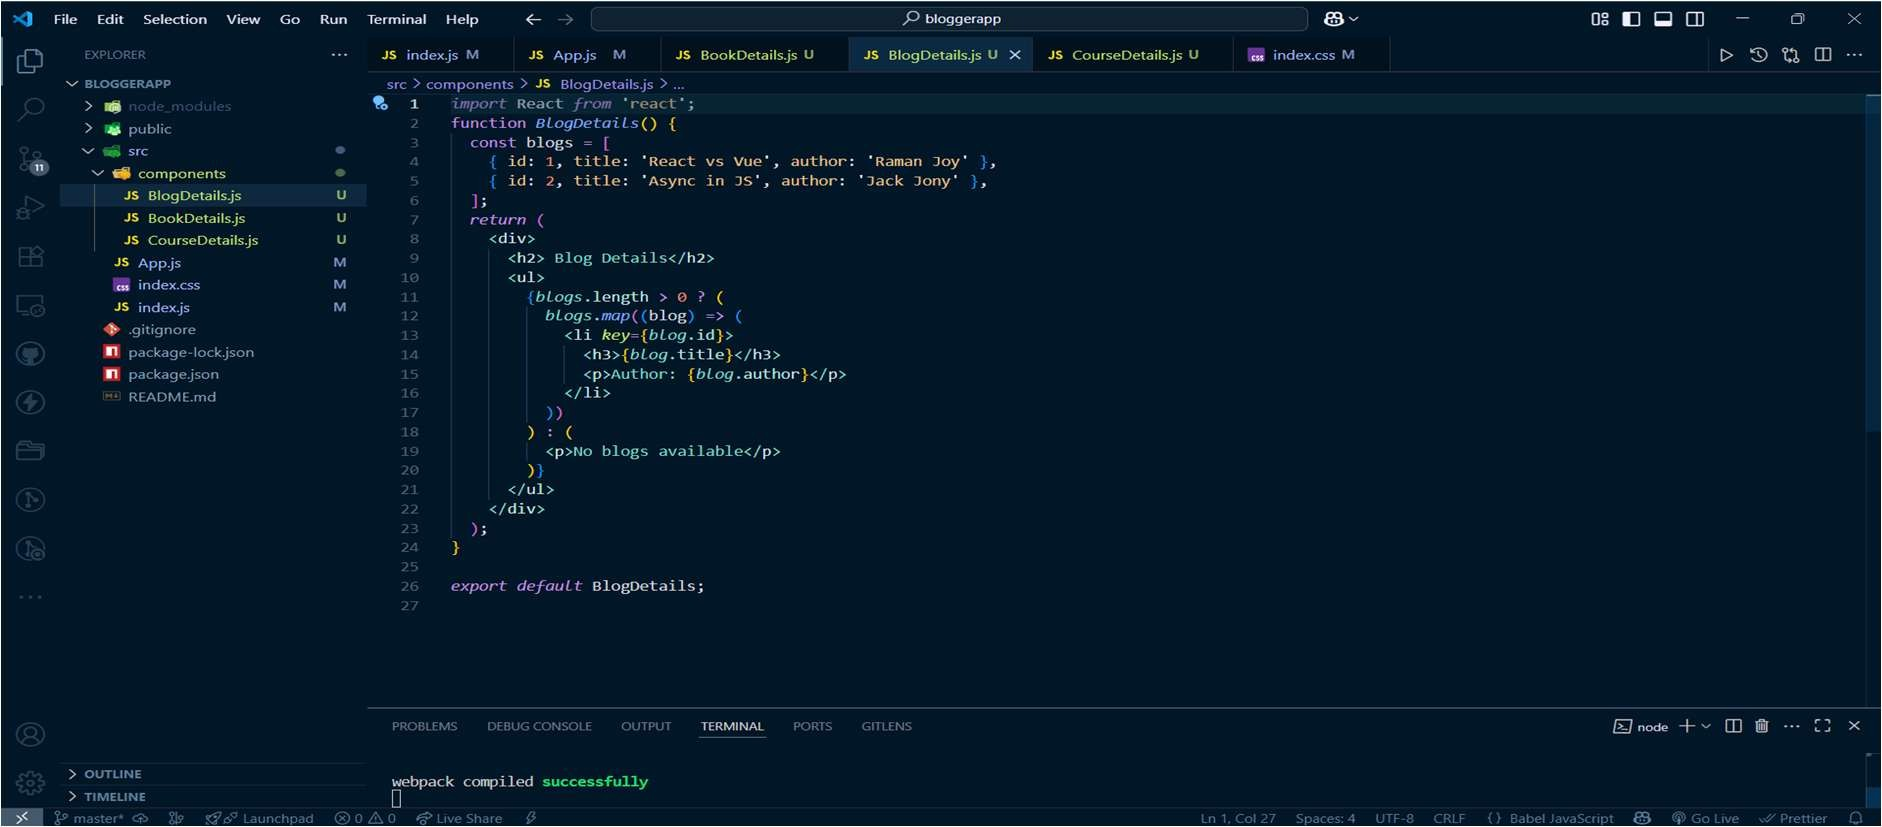 File Edit Selection View Go Run Terminal Help bloggerapp
EXPLORER
BLOGGERAPP
node_modules
public
src
components
JS BlogDetails.js U
JS BookDetails.js U
JS CourseDetails.js U
JS App.js M
css index.css M
JS index.js M
.gitignore
package-lock.json
package.json
README.md
OUTLINE
TIMELINE
11
JS index.js M JS App.js M JS BookDetails.js U JS BlogDetails.js U JS CourseDetails.js U css index.css M
src > components > JS BlogDetails.js > ...
1 import React from 'react';
2 function BlogDetails() {
3 const blogs = [
4 { id: 1, title: 'React vs Vue', author: 'Raman Joy' },
5 { id: 2, title: 'Async in JS', author: 'Jack Jony' },
6 ];
7 return (
8 <div>
9 <h2> Blog Details</h2>
10 <ul>
11 {blogs.length > 0 ? (
12 blogs.map((blog) => (
13 <li key={blog.id}>
14 <h3>{blog.title}</h3>
15 <p>Author: {blog.author}</p>
16 </li>
17 ))
18 ) : (
19 <p>No blogs available</p>
20 )}
21 </ul>
22 </div>
23 );
24 }
25
26 export default BlogDetails;
27
PROBLEMS DEBUG CONSOLE OUTPUT TERMINAL PORTS GITLENS node
webpack compiled successfully
master* Launchpad 0 0 Live Share Ln 1, Col 27 Spaces: 4 UTF-8 CRLF {} Babel JavaScript Go Live Prettier